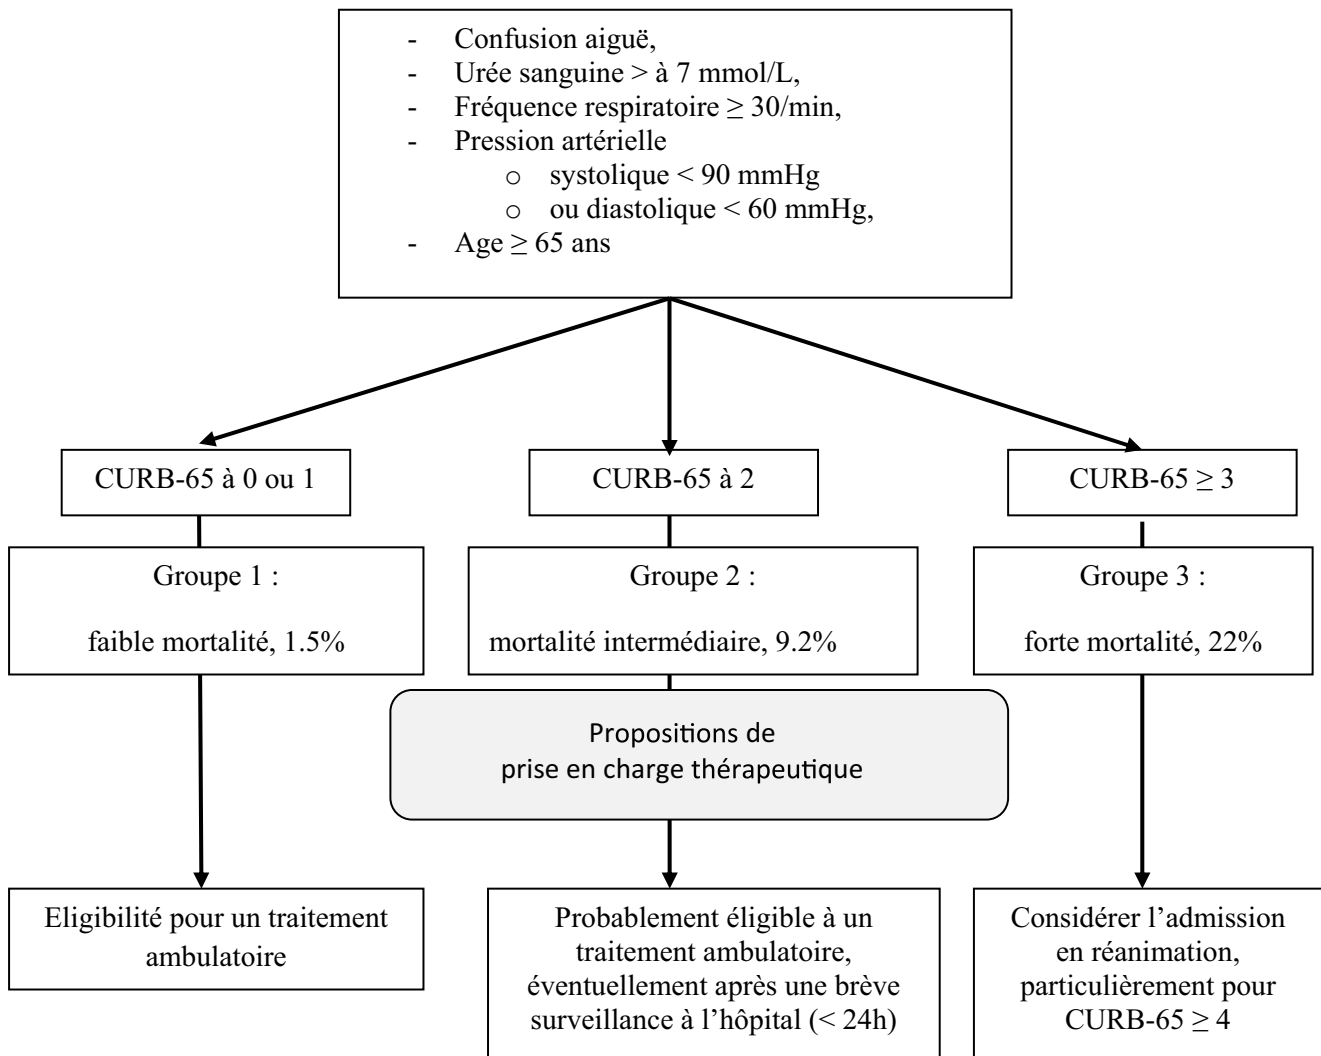 - Confusion aiguë,
- Urée sanguine > à 7 mmol/L,
- Fréquence respiratoire ≥ 30/min,
- Pression artérielle
o systolique < 90 mmHg
o ou diastolique < 60 mmHg,
- Age ≥ 65 ans
CURB-65 à 0 ou 1
CURB-65 à 2
CURB-65 ≥ 3
Groupe 1 :
faible mortalité, 1.5%
Groupe 2 :
mortalité intermédiaire, 9.2%
Groupe 3 :
forte mortalité, 22%
Propositions de
prise en charge thérapeutique
Eligibilité pour un traitement
ambulatoire
Probablement éligible à un
traitement ambulatoire,
éventuellement après une brève
surveillance à l’hôpital (< 24h)
Considérer l’admission
en réanimation,
particulièrement pour
CURB-65 ≥ 4